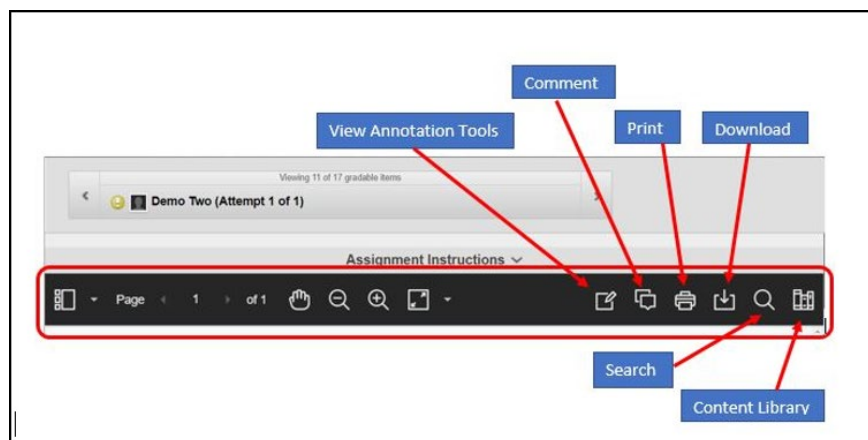 Comment
View Annotation Tools
Print
Download
Viewing 11 of 17 gradable items
Demo Two (Attempt 1 of 1)
Assignment Instructions
Page 1 of 1
Search
Content Library